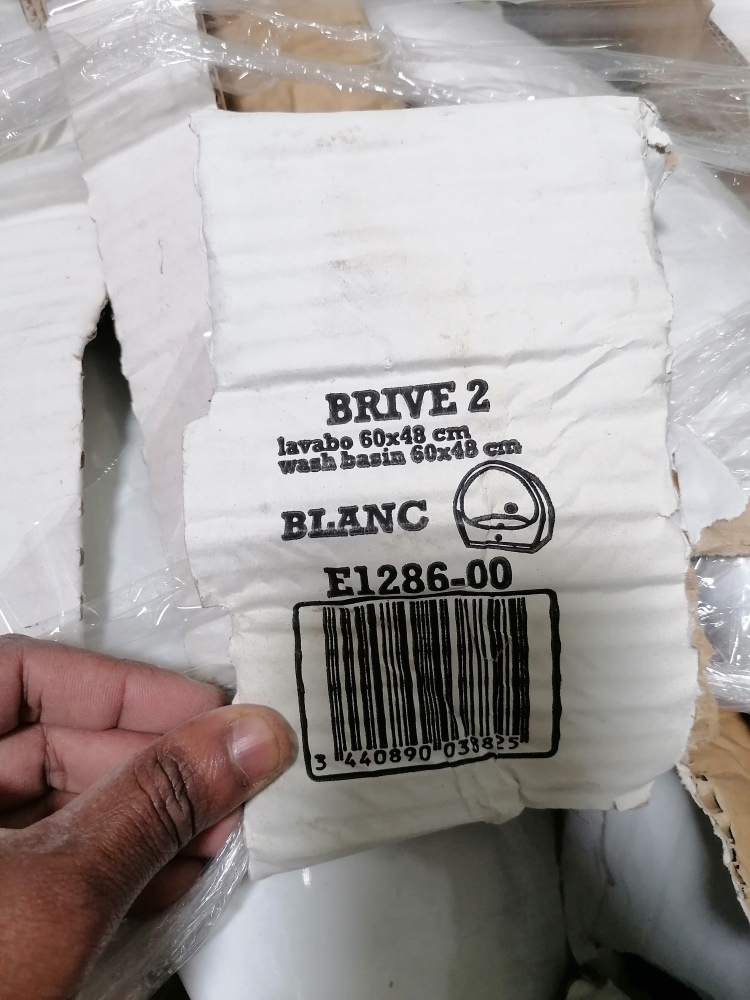 BRIVE 2
lavabo 60x48 cm
wash basin 60x48 cm
BLANC
E1286-00
3 440890 038825